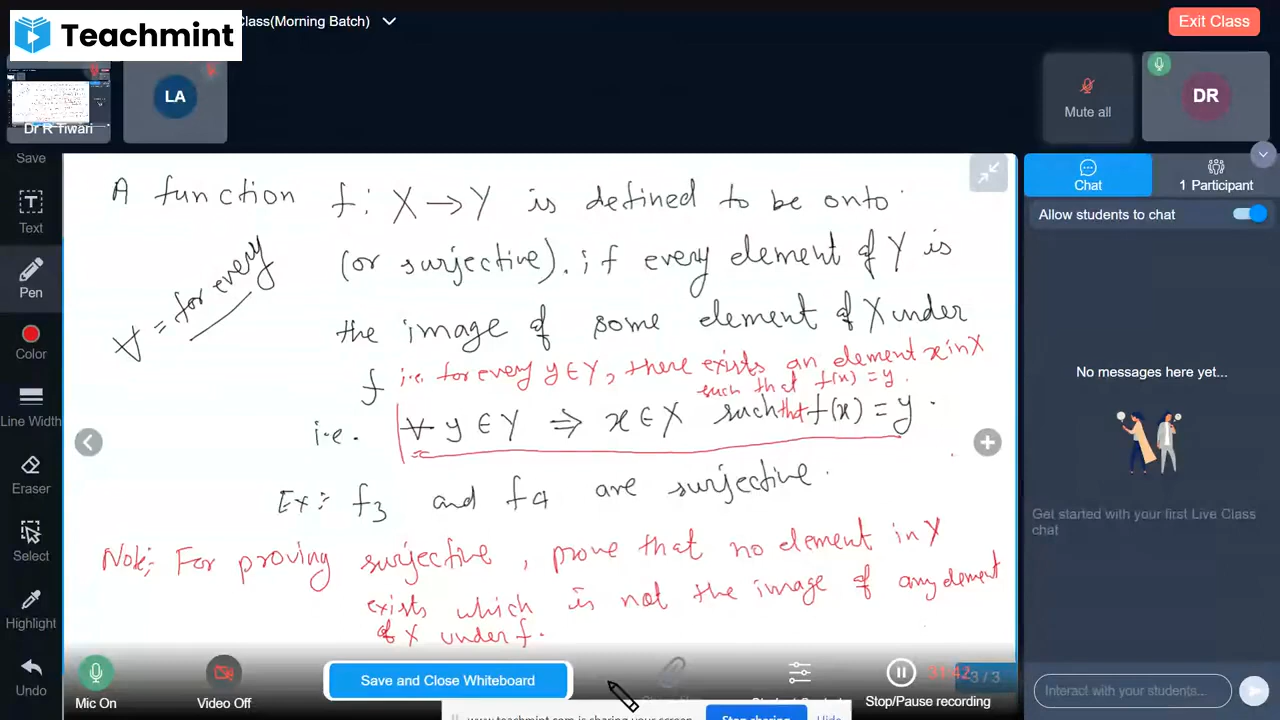 Teachmint
Class(Morning Batch)
Exit Class
LA
Dr R Tiwari
Mute all
DR
Save
Text
Pen
Color
Line Width
Eraser
Select
Highlight
Undo
A function f: X → Y is defined to be onto
(or surjective). if every element of Y is
the image of some element of X under
f i.e. for every y ∈ Y, there exists an element x in X
such that f(x) = y.
i.e. ∀ y ∈ Y ⇒ x ∈ X such that f(x) = y.
∀ = for every
Ex: f3 and f4 are surjective.
Note: For proving surjective, prove that no element in Y
exists which is not the image of any element
of X under f.
Chat
1 Participant
Allow students to chat
No messages here yet...
Get started with your first Live Class
chat
Interact with your students...
Mic On
Video Off
Save and Close Whiteboard
31:42
3 / 3
Stop/Pause recording
www.teachmint.com is sharing your screen.
Stop sharing
Hide